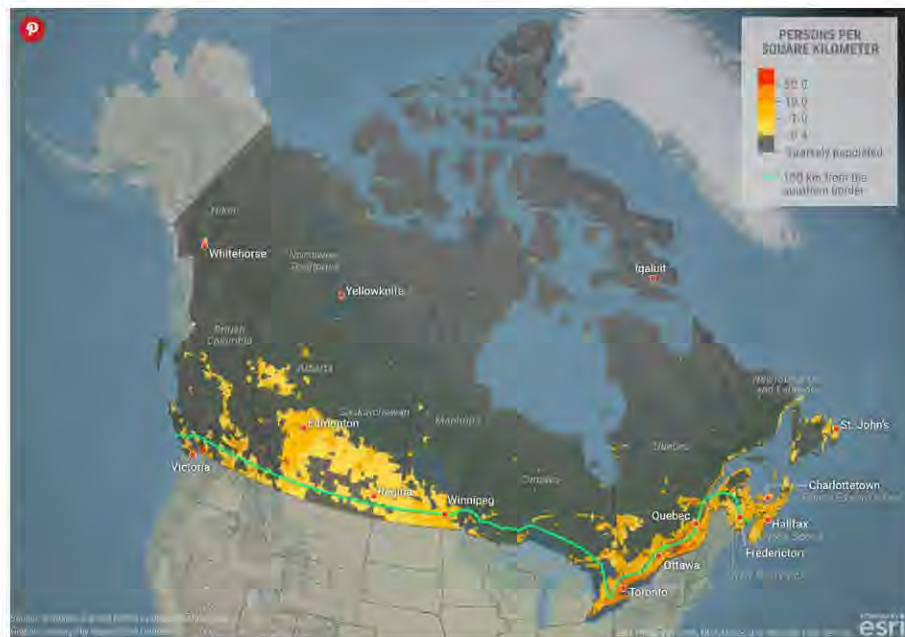 PERSONS PER
SQUARE KILOMETER
50.0
10.0
1.0
0.4
Sparsely populated
100 km from the
southern border
Yukon
Whitehorse
Northwest
Territories
Yellowknife
Iqaluit
British
Columbia
Alberta
Saskatchewan
Manitoba
Edmonton
Newfoundland
and Labrador
St. John's
Victoria
Regina
Winnipeg
Quebec
Charlottetown
Prince Edward Island
Quebec
Halifax
Nova Scotia
Fredericton
Ottawa
New Brunswick
Toronto
esri